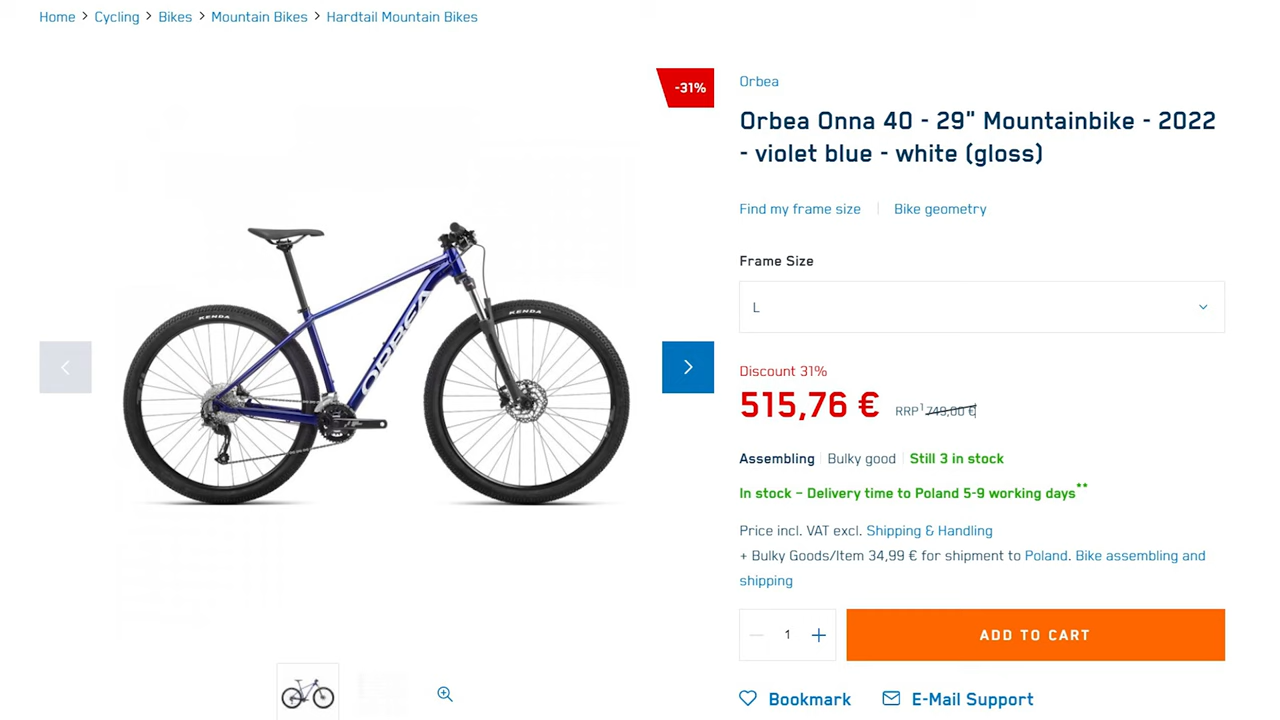 Home > Cycling > Bikes > Mountain Bikes > Hardtail Mountain Bikes
-31%
Orbea
Orbea Onna 40 - 29" Mountainbike - 2022
- violet blue - white (gloss)
Find my frame size | Bike geometry
Frame Size
L
Discount 31%
515,76 € RRP¹ 749,00 €
Assembling | Bulky good | Still 3 in stock
In stock – Delivery time to Poland 5-9 working days**
Price incl. VAT excl. Shipping & Handling
+ Bulky Goods/Item 34,99 € for shipment to Poland. Bike assembling and
shipping
1
ADD TO CART
Bookmark E-Mail Support
KENDA
KENDA
ORBEA